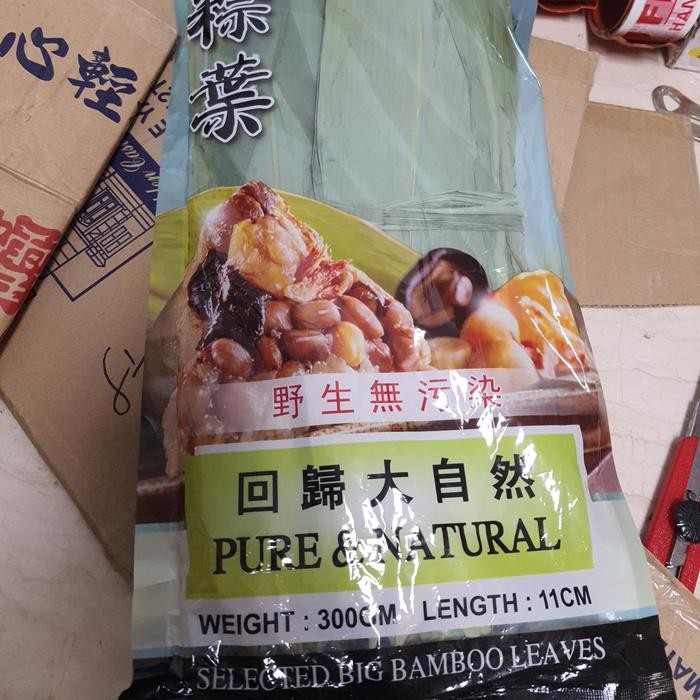 粽葉
野生無污染
回歸大自然
PURE & NATURAL
WEIGHT : 300GM LENGTH : 11CM
SELECTED BIG BAMBOO LEAVES